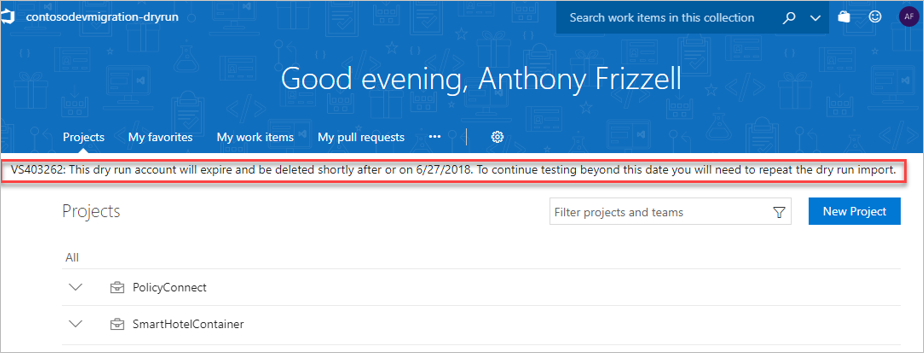 contosodevmigration-dryrun
Search work items in this collection
AF
Good evening, Anthony Frizzell
Projects My favorites My work items My pull requests
VS403262: This dry run account will expire and be deleted shortly after or on 6/27/2018. To continue testing beyond this date you will need to repeat the dry run import.
Projects
Filter projects and teams
New Project
All
PolicyConnect
SmartHotelContainer